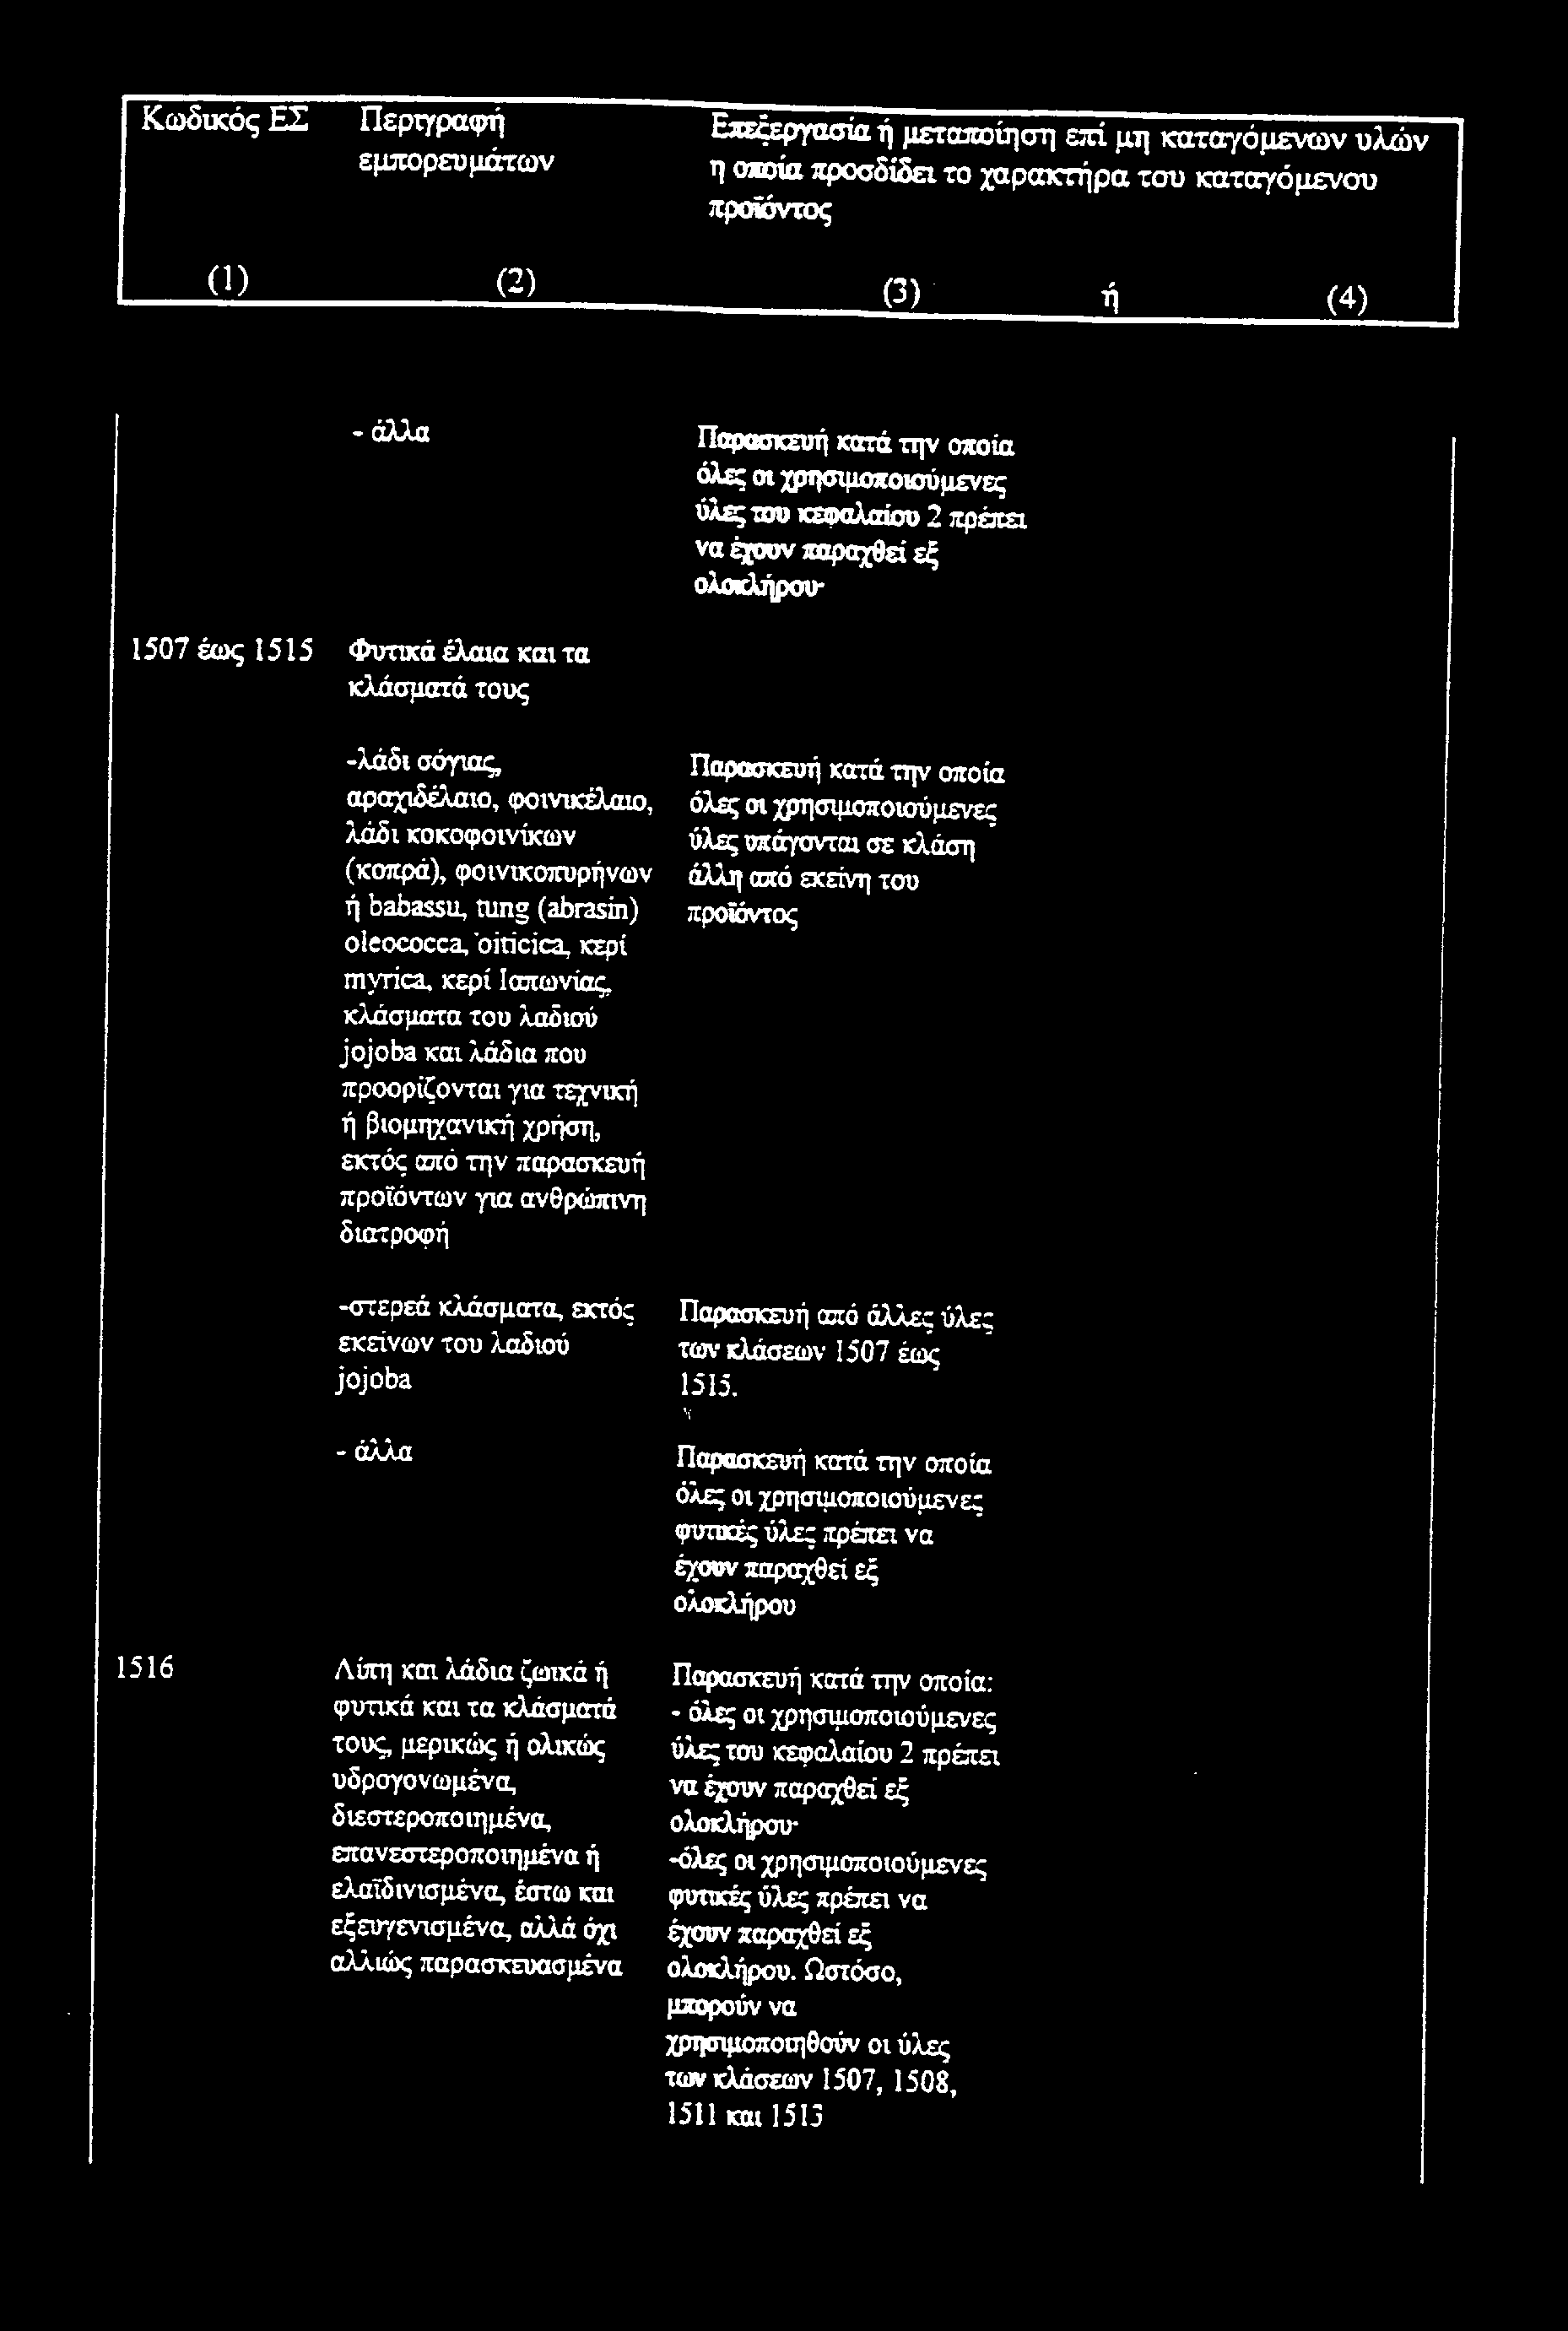 Κωδικός ΕΣ
Περιγραφή
εμπορευμάτων
Επεξεργασία ή μεταποίηση επί μη καταγόμενων υλών
η οποία προσδίδει το χαρακτήρα του καταγόμενου
προϊόντος
(1)
(2)
(3) ή (4)
- άλλα
Παρασκευή κατά την οποία
όλες οι χρησιμοποιούμενες
ύλες του κεφαλαίου 2 πρέπει
να έχουν παραχθεί εξ
ολοκλήρου·
1507 έως 1515
Φυτικά έλαια και τα
κλάσματά τους
-λάδι σόγιας,
αραχιδέλαιο, φοινικέλαιο,
λάδι κοκοφοινίκων
(κοπρά), φοινικοπυρήνων
ή babassu, tung (abrasin)
oleococca, oiticica, κερί
myrica, κερί Ιαπωνίας,
κλάσματα του λαδιού
jojoba και λάδια που
προορίζονται για τεχνική
ή βιομηχανική χρήση,
εκτός από την παρασκευή
προϊόντων για ανθρώπινη
διατροφή
Παρασκευή κατά την οποία
όλες οι χρησιμοποιούμενες
ύλες υπάγονται σε κλάση
άλλη από εκείνη του
προϊόντος
-στερεά κλάσματα, εκτός
εκείνων του λαδιού
jojoba
Παρασκευή από άλλες ύλες
των κλάσεων 1507 έως
1515.
- άλλα
Παρασκευή κατά την οποία
όλες οι χρησιμοποιούμενες
φυτικές ύλες πρέπει να
έχουν παραχθεί εξ
ολοκλήρου
1516
Λίπη και λάδια ζωικά ή
φυτικά και τα κλάσματά
τους, μερικώς ή ολικώς
υδρογονωμένα,
διεστεροποιημένα,
επανεστεροποιημένα ή
ελαϊδινισμένα, έστω και
εξευγενισμένα, αλλά όχι
αλλιώς παρασκευασμένα
Παρασκευή κατά την οποία:
- όλες οι χρησιμοποιούμενες
ύλες του κεφαλαίου 2 πρέπει
να έχουν παραχθεί εξ
ολοκλήρου·
-όλες οι χρησιμοποιούμενες
φυτικές ύλες πρέπει να
έχουν παραχθεί εξ
ολοκλήρου. Ωστόσο,
μπορούν να
χρησιμοποιηθούν οι ύλες
των κλάσεων 1507, 1508,
1511 και 1513